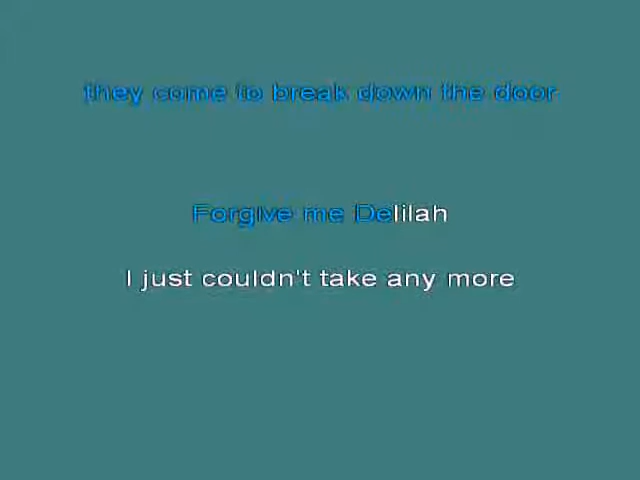 they come to break down the door
Forgive me Delilah
I just couldn't take any more